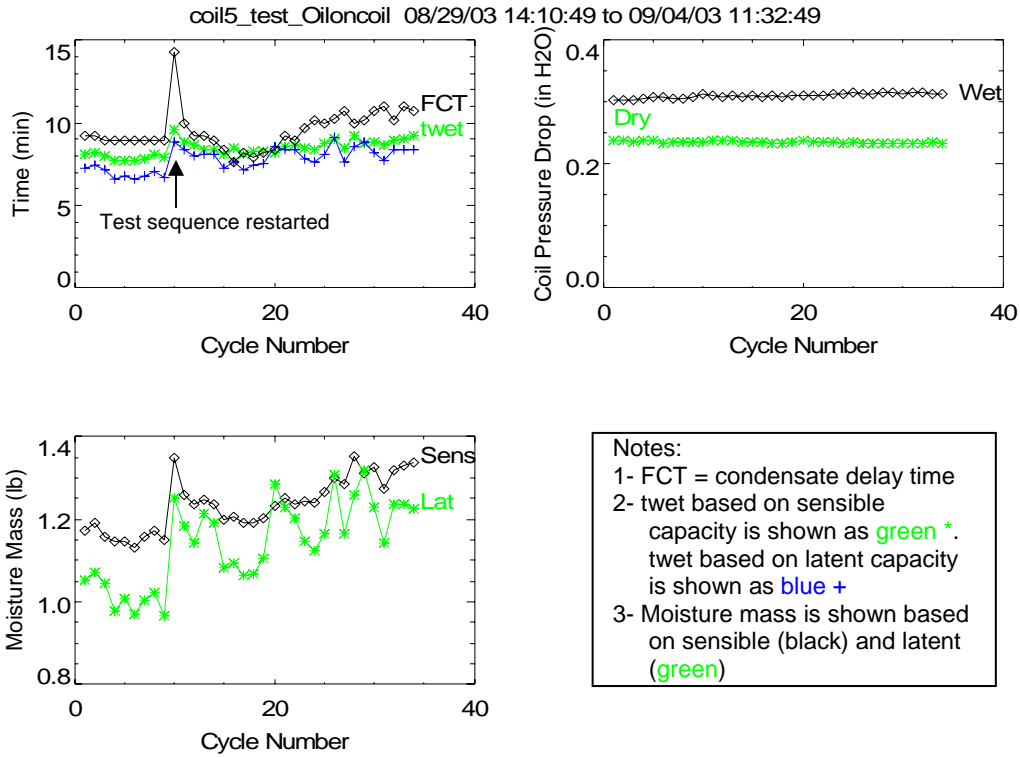 coil5_test_Oiloncoil 08/29/03 14:10:49 to 09/04/03 11:32:49
15
10
5
0
Time (min)
FCT
twet
Test sequence restarted
0
20
40
Cycle Number
0.4
0.2
0.0
Coil Pressure Drop (in H2O)
Wet
Dry
0
20
40
Cycle Number
1.4
1.2
1.0
0.8
Moisture Mass (lb)
Sens
Lat
0
20
40
Cycle Number
Notes:
1- FCT = condensate delay time
2- twet based on sensible
capacity is shown as green *.
twet based on latent capacity
is shown as blue +
3- Moisture mass is shown based
on sensible (black) and latent
(green)